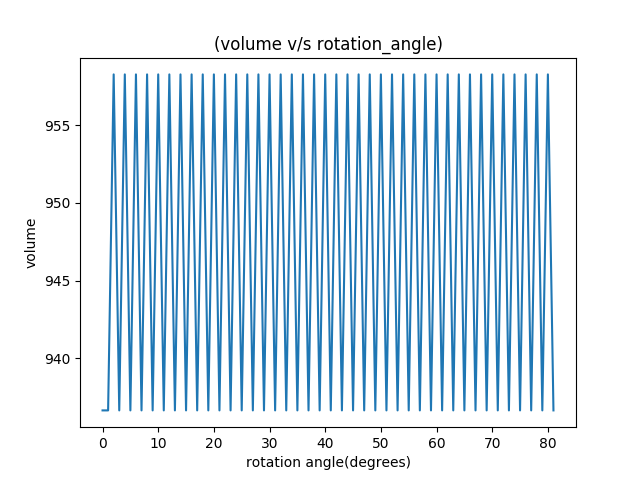 (volume v/s rotation_angle)
955
950
945
940
volume
0 10 20 30 40 50 60 70 80
rotation angle(degrees)